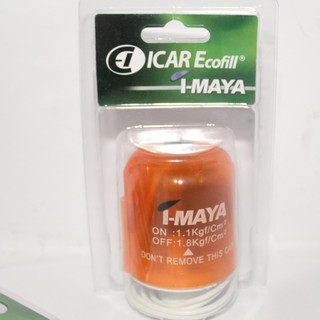 ICAR Ecofill®
i-MAYA
i-MAYA
ON :1.1Kgf/Cm²
OFF:1.8Kgf/Cm²
DON'T REMOVE THIS